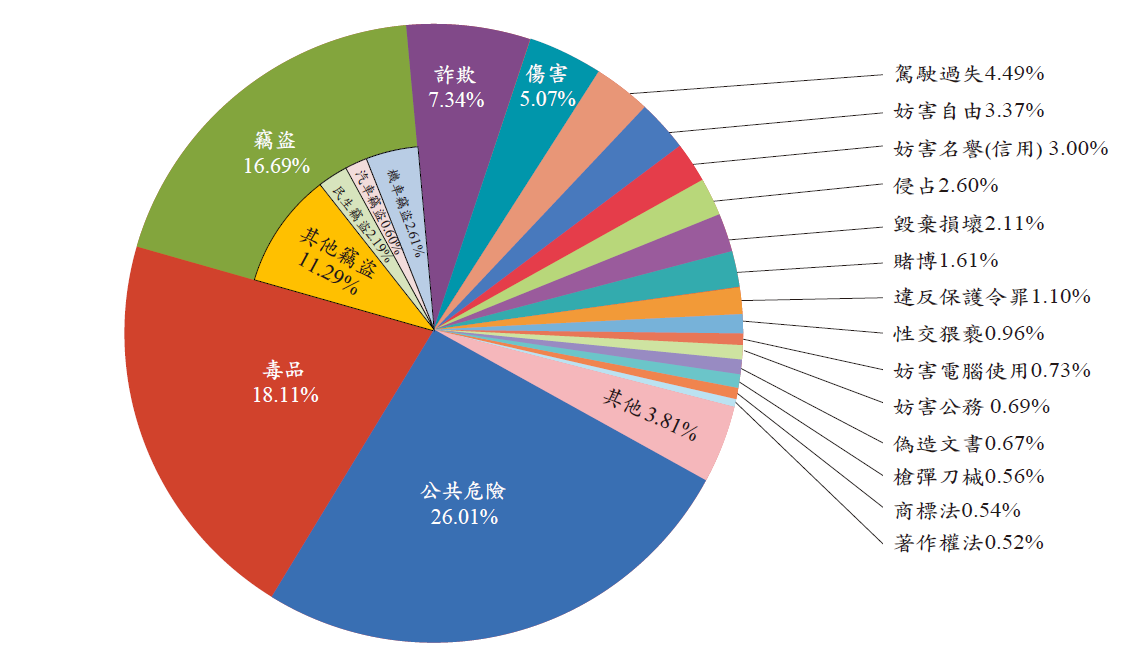 詐欺
7.34%
傷害
5.07%
竊盜
16.69%
機車竊盜2.61%
汽車竊盜0.60%
民生竊盜2.19%
其他竊盜
11.29%
毒品
18.11%
公共危險
26.01%
其他 3.81%
駕駛過失4.49%
妨害自由3.37%
妨害名譽(信用) 3.00%
侵占2.60%
毀棄損壞2.11%
賭博1.61%
違反保護令罪1.10%
性交猥褻0.96%
妨害電腦使用0.73%
妨害公務 0.69%
偽造文書0.67%
槍彈刀械0.56%
商標法0.54%
著作權法0.52%